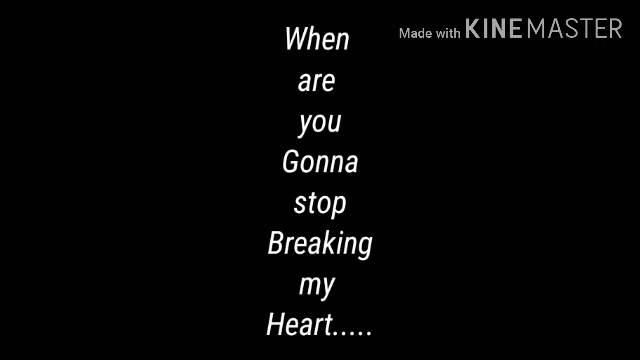 When
Made with KINEMASTER
are
you
Gonna
stop
Breaking
my
Heart.....